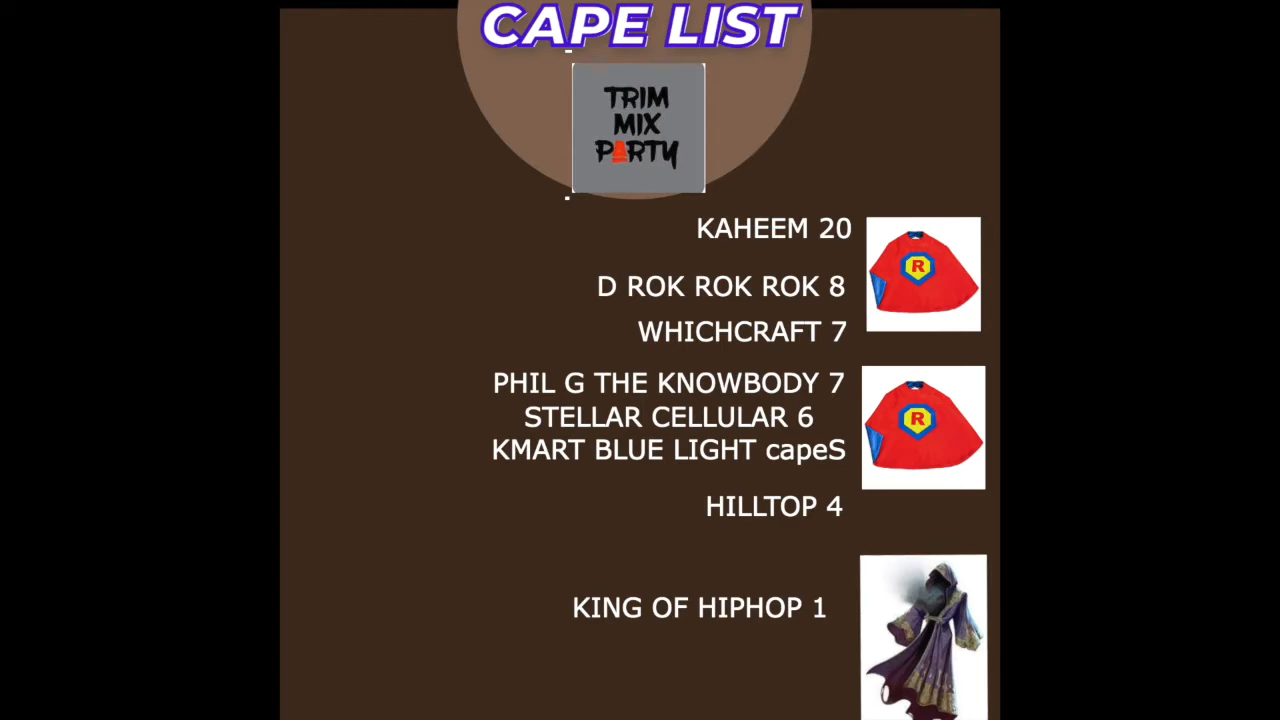 CAPE LIST
TRIM
MIX
PARTY
KAHEEM 20
R
D ROK ROK ROK 8
WHICHCRAFT 7
PHIL G THE KNOWBODY 7
STELLAR CELLULAR 6
R
KMART BLUE LIGHT capeS
HILLTOP 4
KING OF HIPHOP 1